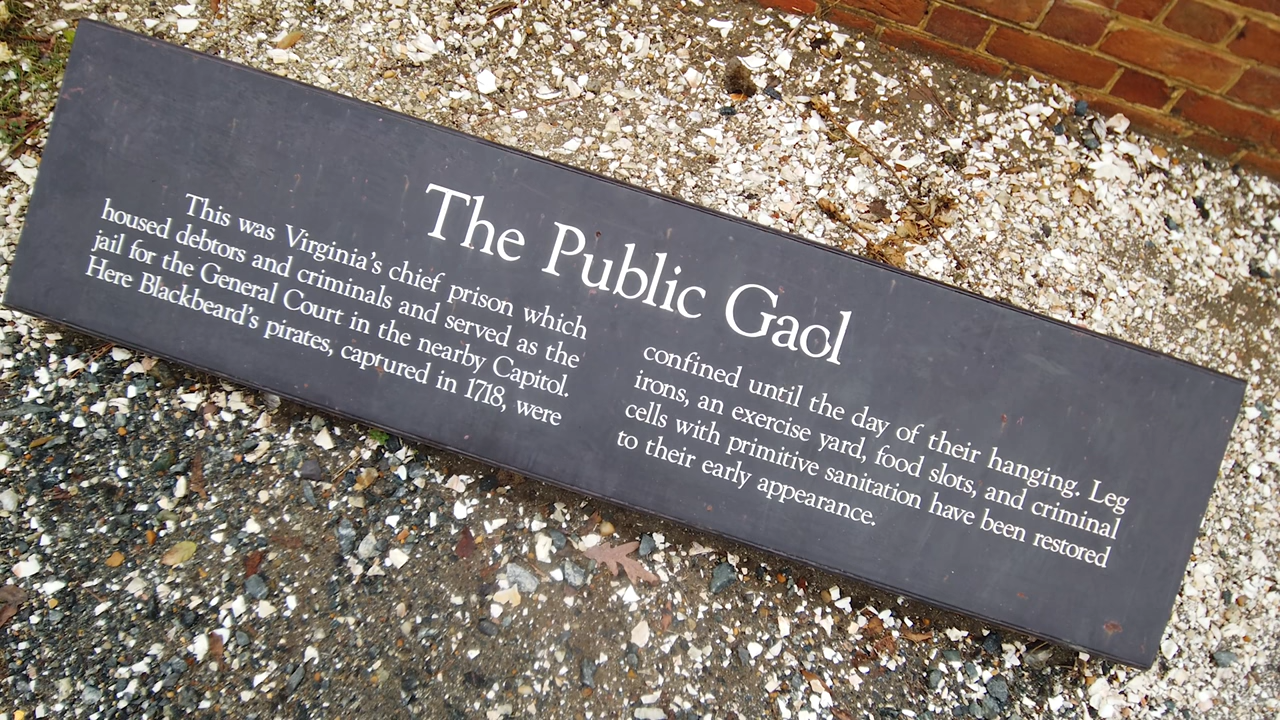 The Public Gaol
This was Virginia's chief prison which
housed debtors and criminals and served as the
jail for the General Court in the nearby Capitol.
Here Blackbeard's pirates, captured in 1718, were
confined until the day of their hanging. Leg
irons, an exercise yard, food slots, and criminal
cells with primitive sanitation have been restored
to their early appearance.